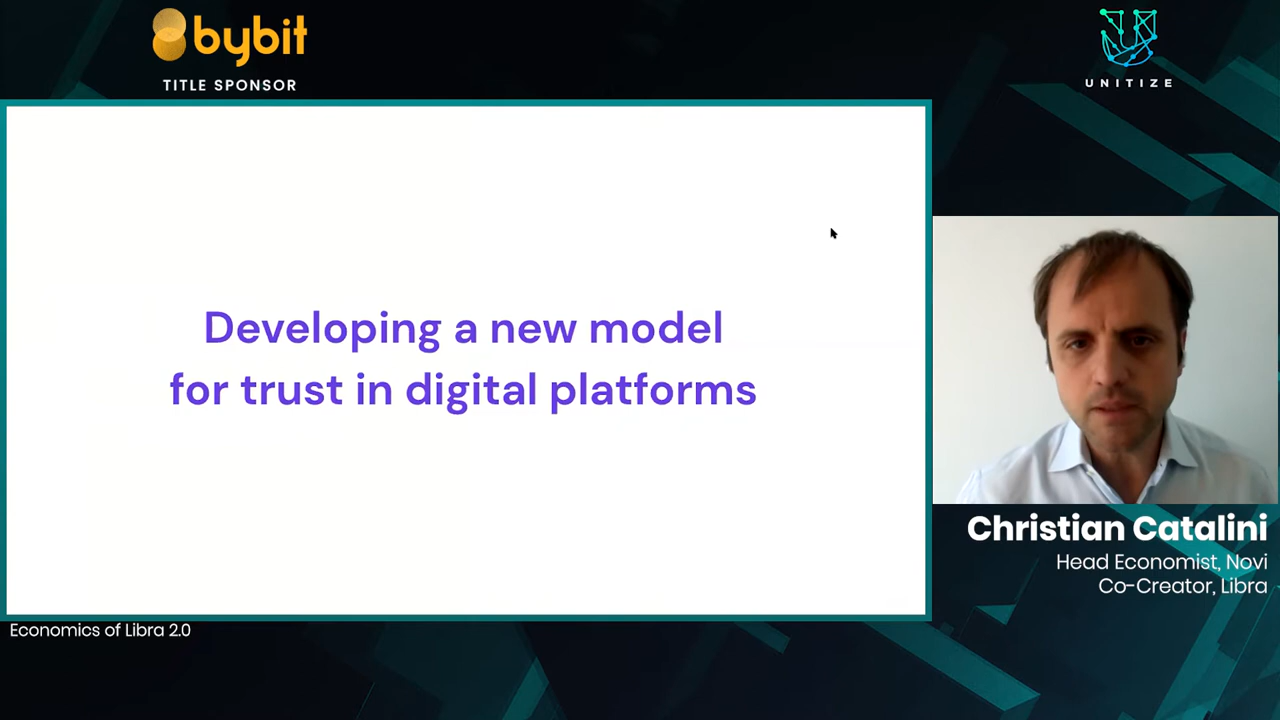 bybit
TITLE SPONSOR
UNITIZE
Developing a new model
for trust in digital platforms
Christian Catalini
Head Economist, Novi
Co-Creator, Libra
Economics of Libra 2.0